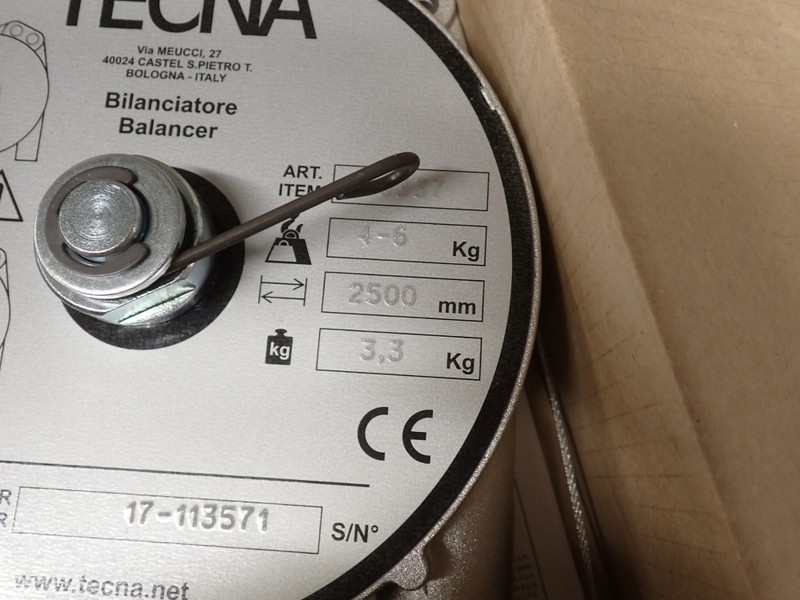 TECNA
Via MEUCCI, 27
40024 CASTEL S.PIETRO T.
BOLOGNA - ITALY
Bilanciatore
Balancer
ART.
ITEM
4-6 Kg
2500 mm
kg 3,3 Kg
CE
17-113571 S/N°
www.tecna.net